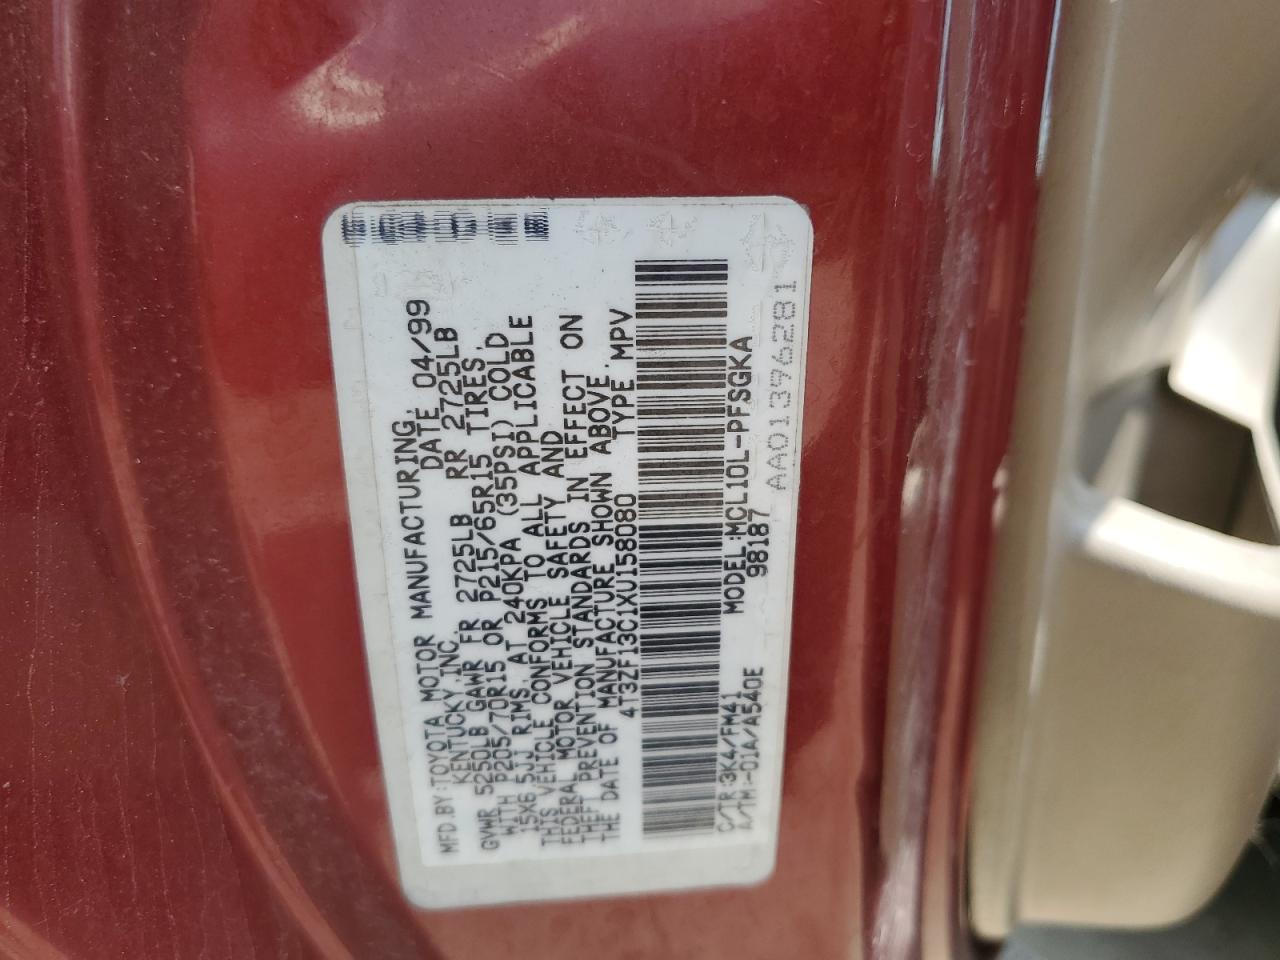 MFD.BY:TOYOTA MOTOR MANUFACTURING,
KENTUCKY,INC. DATE 04/99
GVWR 5250LB GAWR FR 2725LB RR 2725LB
WITH P205/70R15 OR P215/65R15 TIRES
15X6.5JJ RIMS, AT 240KPA (35PSI) COLD
THIS VEHICLE CONFORMS TO ALL APPLICABLE
FEDERAL MOTOR VEHICLE SAFETY AND
THEFT PREVENTION STANDARDS IN EFFECT ON
THE DATE OF MANUFACTURE SHOWN ABOVE.
4T3ZF13C1XU158080 TYPE MPV
C/TR:3K4/FM41 MODEL:MCL10L-PFSGKA
A/TM:-01A/A540E 98187
AA01376281